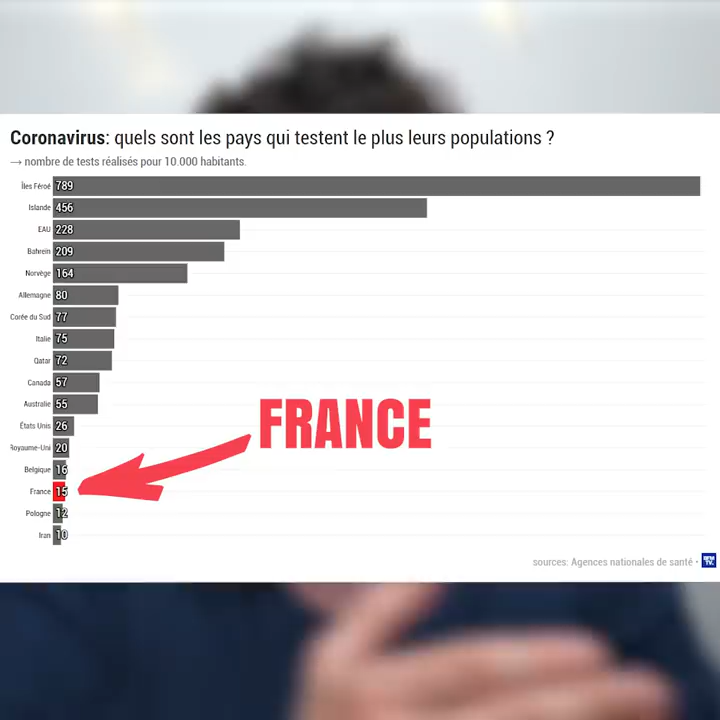 Coronavirus: quels sont les pays qui testent le plus leurs populations ?
→ nombre de tests réalisés pour 10.000 habitants.
Îles Féroé 789
Islande 456
EAU 228
Bahreïn 209
Norvège 164
Allemagne 80
Corée du Sud 77
Italie 75
Qatar 72
Canada 57
Australie 55
FRANCE
États Unis 26
Royaume-Uni 20
Belgique 16
France 15
Pologne 12
Iran 10
sources: Agences nationales de santé •
BFM TV.